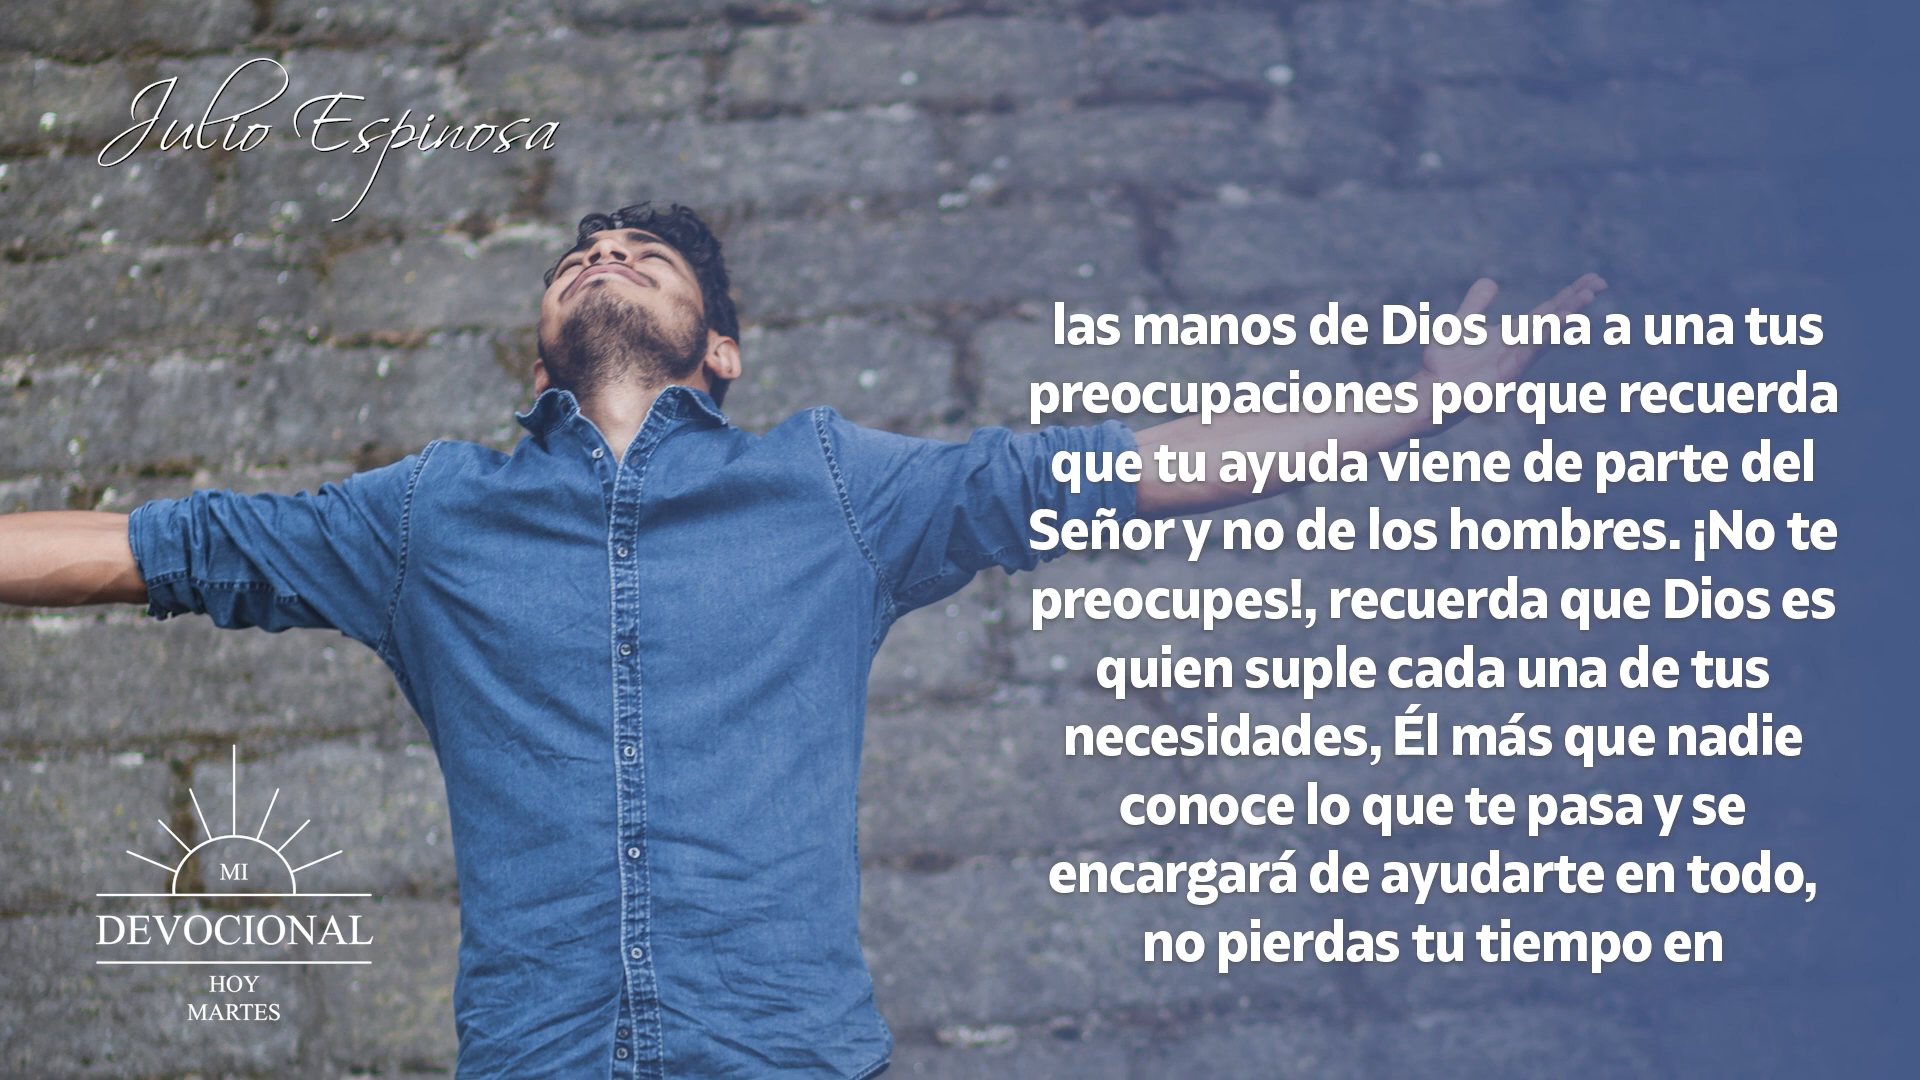 Julio Espinosa
las manos de Dios una a una tus
preocupaciones porque recuerda
que tu ayuda viene de parte del
Señor y no de los hombres. ¡No te
preocupes!, recuerda que Dios es
quien suple cada una de tus
necesidades, Él más que nadie
conoce lo que te pasa y se
encargará de ayudarte en todo,
no pierdas tu tiempo en
MI
DEVOCIONAL
HOY
MARTES